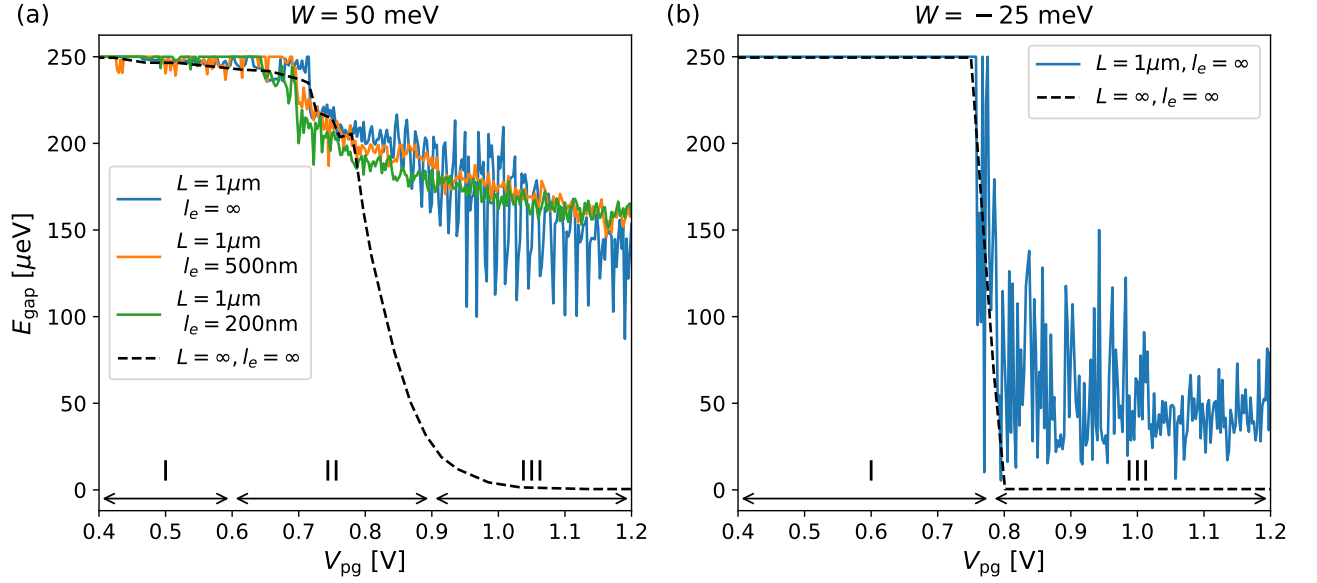 (a)
W = 50 meV
250
200
150
100
50
0
E_gap [μeV]
L = 1μm
l_e = ∞
L = 1μm
l_e = 500nm
L = 1μm
l_e = 200nm
L = ∞, l_e = ∞
I
II
III
0.4
0.5
0.6
0.7
0.8
0.9
1.0
1.1
1.2
V_pg [V]
(b)
W = −25 meV
250
200
150
100
50
0
L = 1μm, l_e = ∞
L = ∞, l_e = ∞
I
III
0.4
0.5
0.6
0.7
0.8
0.9
1.0
1.1
1.2
V_pg [V]